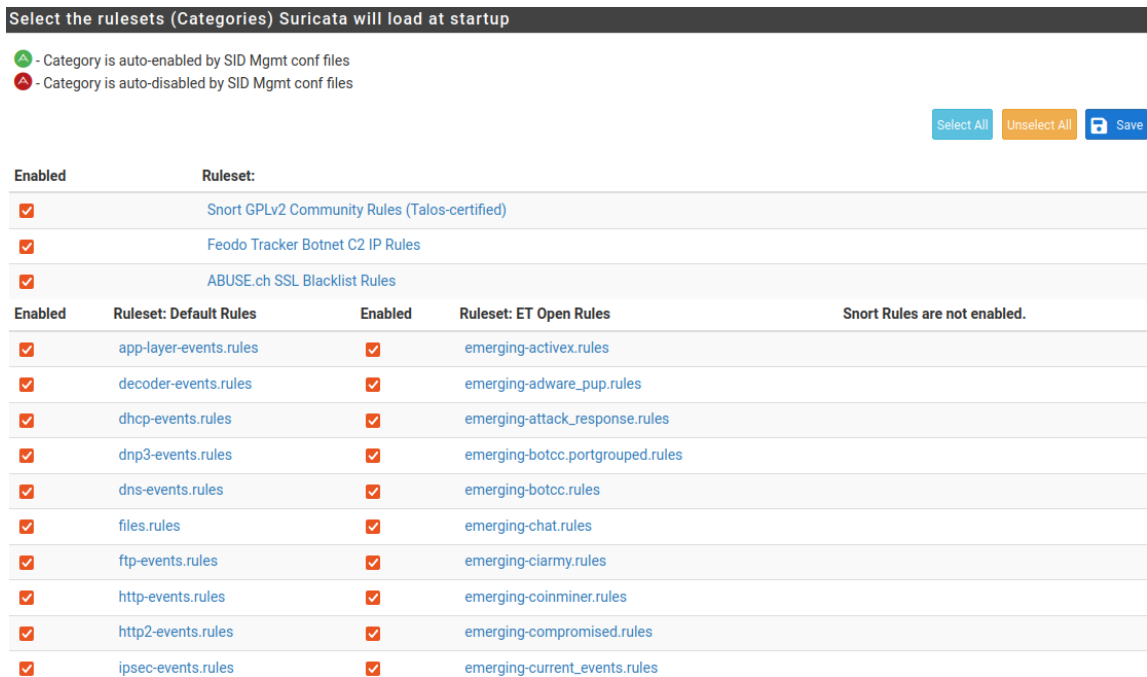 Select the rulesets (Categories) Suricata will load at startup
- Category is auto-enabled by SID Mgmt conf files
- Category is auto-disabled by SID Mgmt conf files
Select All Unselect All Save
Enabled Ruleset:
Snort GPLv2 Community Rules (Talos-certified)
Feodo Tracker Botnet C2 IP Rules
ABUSE.ch SSL Blacklist Rules
Enabled Ruleset: Default Rules Enabled Ruleset: ET Open Rules Snort Rules are not enabled.
app-layer-events.rules emerging-activex.rules
decoder-events.rules emerging-adware_pup.rules
dhcp-events.rules emerging-attack_response.rules
dnp3-events.rules emerging-botcc.portgrouped.rules
dns-events.rules emerging-botcc.rules
files.rules emerging-chat.rules
ftp-events.rules emerging-ciarmy.rules
http-events.rules emerging-coinminer.rules
http2-events.rules emerging-compromised.rules
ipsec-events.rules emerging-current_events.rules